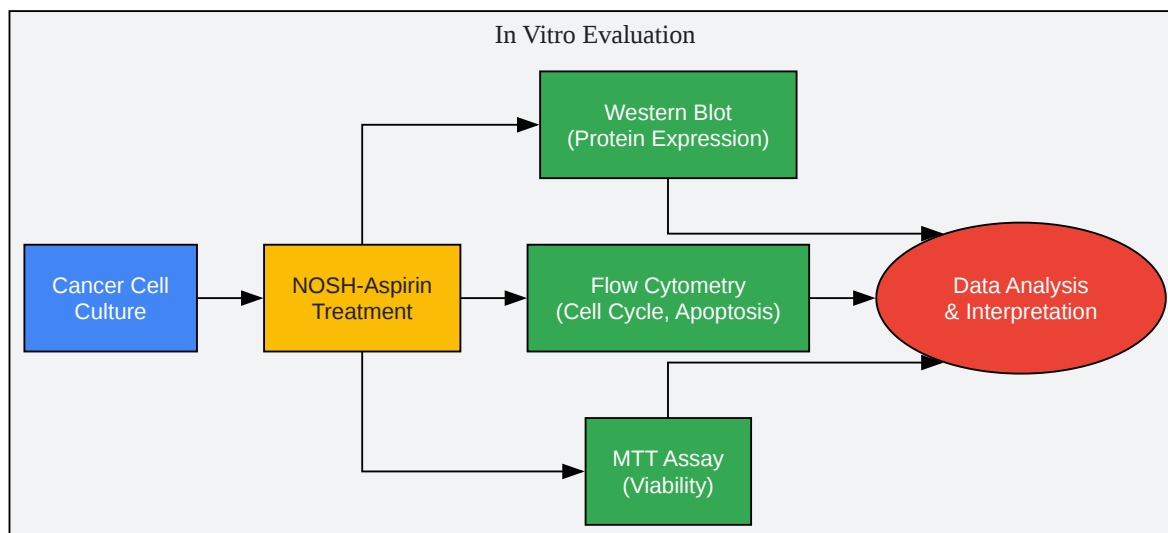 In Vitro Evaluation
Western Blot
(Protein Expression)
Cancer Cell
Culture
NOSH-Aspirin
Treatment
Flow Cytometry
(Cell Cycle, Apoptosis)
Data Analysis
& Interpretation
MTT Assay
(Viability)